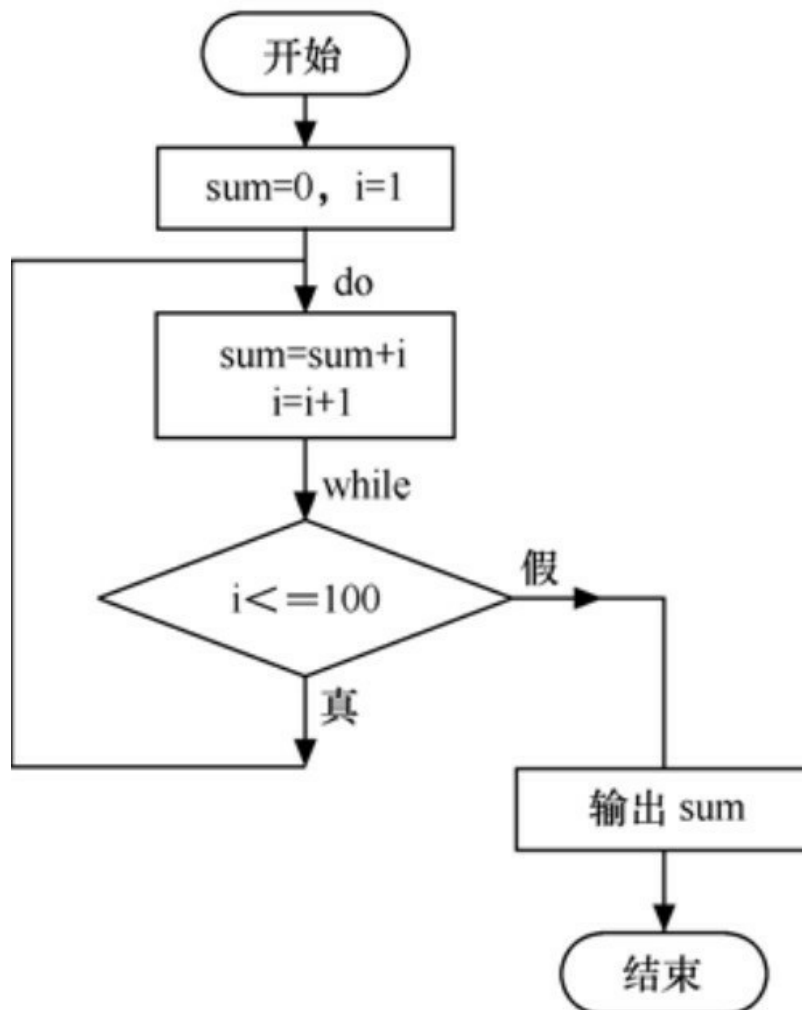 开始
sum=0，i=1
do
sum=sum+i
i=i+1
while
i<=100
假
真
输出 sum
结束